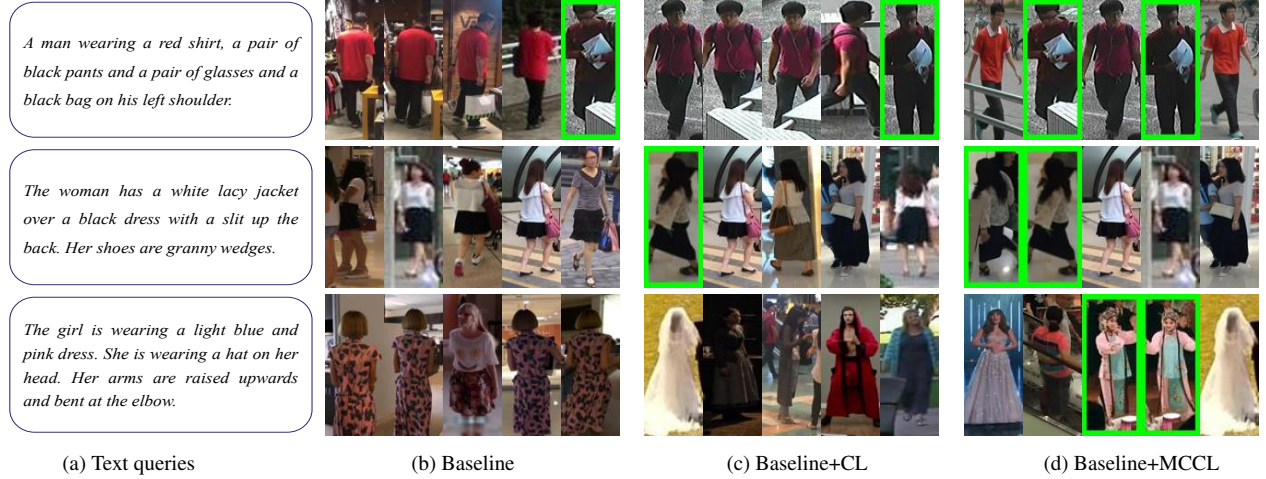 A man wearing a red shirt, a pair of
black pants and a pair of glasses and a
black bag on his left shoulder.
The woman has a white lacy jacket
over a black dress with a slit up the
back. Her shoes are granny wedges.
The girl is wearing a light blue and
pink dress. She is wearing a hat on her
head. Her arms are raised upwards
and bent at the elbow.
(a) Text queries
(b) Baseline
(c) Baseline+CL
(d) Baseline+MCCL